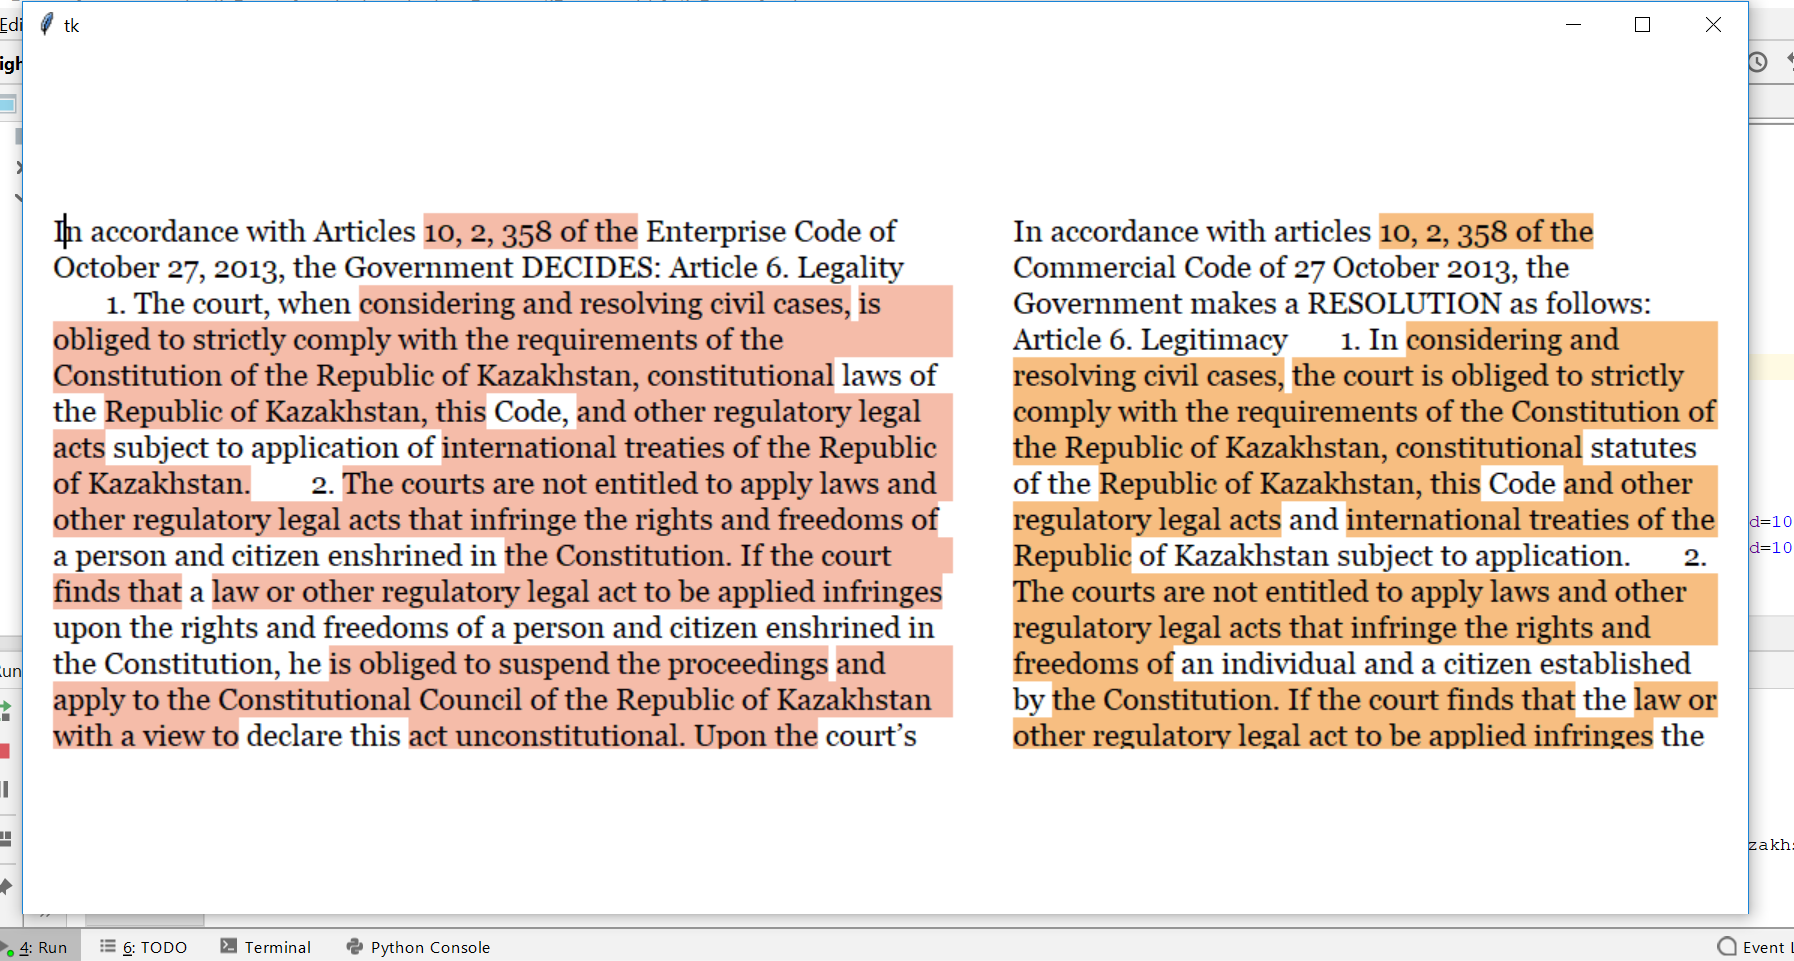 Edi
tk
igh
In accordance with Articles 10, 2, 358 of the Enterprise Code of
October 27, 2013, the Government DECIDES: Article 6. Legality
1. The court, when considering and resolving civil cases, is
obliged to strictly comply with the requirements of the
Constitution of the Republic of Kazakhstan, constitutional laws of
the Republic of Kazakhstan, this Code, and other regulatory legal
acts subject to application of international treaties of the Republic
of Kazakhstan. 2. The courts are not entitled to apply laws and
other regulatory legal acts that infringe the rights and freedoms of
a person and citizen enshrined in the Constitution. If the court
finds that a law or other regulatory legal act to be applied infringes
upon the rights and freedoms of a person and citizen enshrined in
the Constitution, he is obliged to suspend the proceedings and
apply to the Constitutional Council of the Republic of Kazakhstan
with a view to declare this act unconstitutional. Upon the court’s
In accordance with articles 10, 2, 358 of the
Commercial Code of 27 October 2013, the
Government makes a RESOLUTION as follows:
Article 6. Legitimacy 1. In considering and
resolving civil cases, the court is obliged to strictly
comply with the requirements of the Constitution of
the Republic of Kazakhstan, constitutional statutes
of the Republic of Kazakhstan, this Code and other
regulatory legal acts and international treaties of the
Republic of Kazakhstan subject to application. 2.
The courts are not entitled to apply laws and other
regulatory legal acts that infringe the rights and
freedoms of an individual and a citizen established
by the Constitution. If the court finds that the law or
other regulatory legal act to be applied infringes the
d=10
d=10
zakhs
Run
4: Run
6: TODO
Terminal
Python Console
Event L